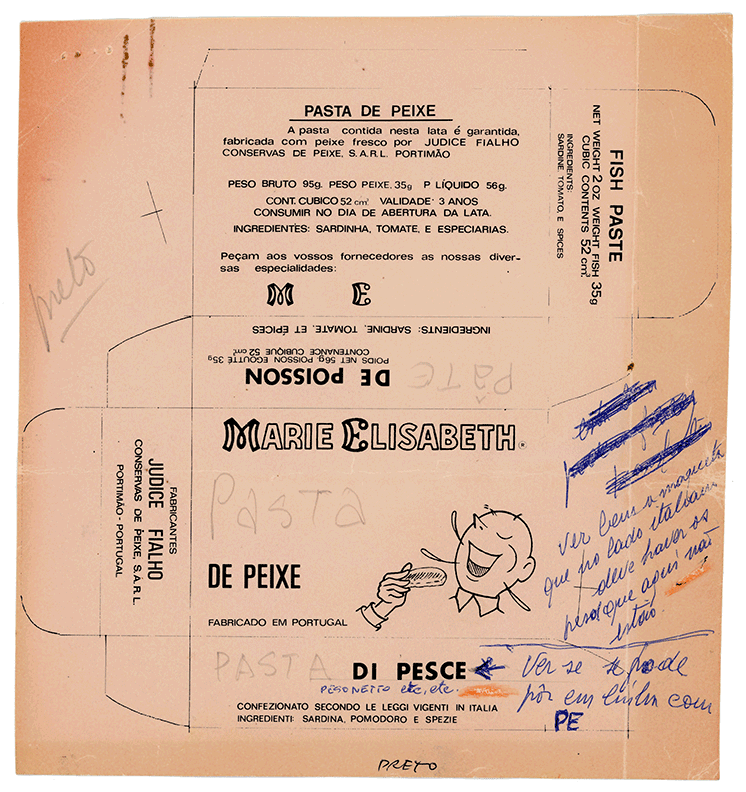 PASTA DE PEIXE
A pasta contida nesta lata é garantida,
fabricada com peixe fresco por JUDICE FIALHO
CONSERVAS DE PEIXE, S.A.R.L. PORTIMÃO
PESO BRUTO 95g. PESO PEIXE, 35g P LÍQUIDO 56g.
CONT. CUBICO 52 cm³. VALIDADE· 3 ANOS
CONSUMIR NO DIA DE ABERTURA DA LATA.
INGREDIENTES: SARDINHA, TOMATE, E ESPECIARIAS.
Peçam aos vossos fornecedores as nossas diver-
sas especialidades:
M E
FISH PASTE
NET WEIGHT 2 OZ WEIGHT FISH 35g
CUBIC CONTENTS 52 cm³.
INGREDIENTS:
SARDINE, TOMATO, E SPICES
preto
PÂTE DE POISSON
POIDS NET 56g. POISSON EGOUTTÉ 35g
CONTENANCE CUBIQUE 52 cm³
INGREDIENTS: SARDINE, TOMATE, ET ÉPICES
MARIE ELISABETH®
PASTA
DE PEIXE
FABRICADO EM PORTUGAL
FABRICANTES
JUDICE FIALHO
CONSERVAS DE PEIXE, S.A.R.L.
PORTIMÃO - PORTUGAL
Ver bem a maqueta
que no lado italiano
deve haver os
pesos que aqui não
estão.
PASTA DI PESCE
PESO NETTO etc, etc.
CONFEZIONATO SECONDO LE LEGGI VIGENTI IN ITALIA
INGREDIENTI: SARDINA, POMODORO E SPEZIE
Ver se se pode
pôr em linha com
PE
PRETO